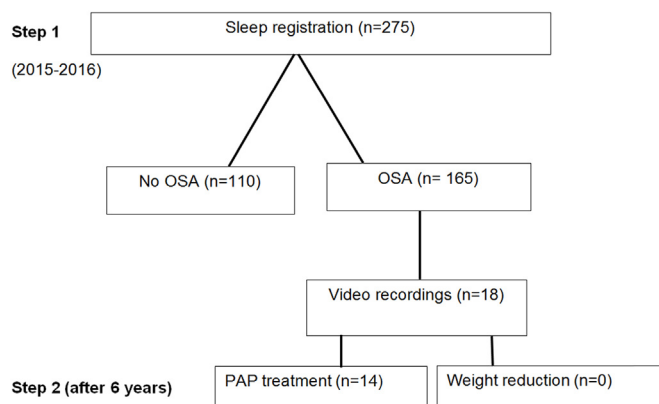 Step 1
Sleep registration (n=275)
(2015-2016)
No OSA (n=110)
OSA (n= 165)
Video recordings (n=18)
Step 2 (after 6 years)
PAP treatment (n=14)
Weight reduction (n=0)